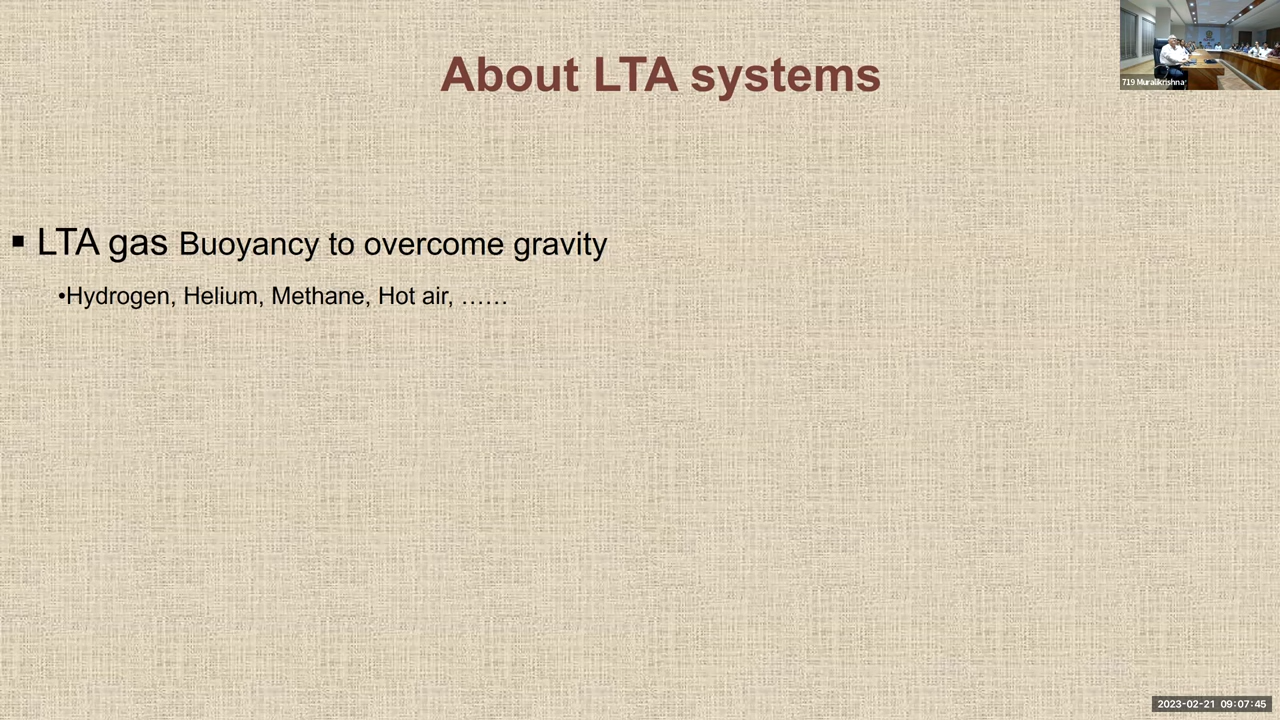 About LTA systems
719 Muralikrishna
▪ LTA gas Buoyancy to overcome gravity
•Hydrogen, Helium, Methane, Hot air, ……
2023-02-21 09:07:45